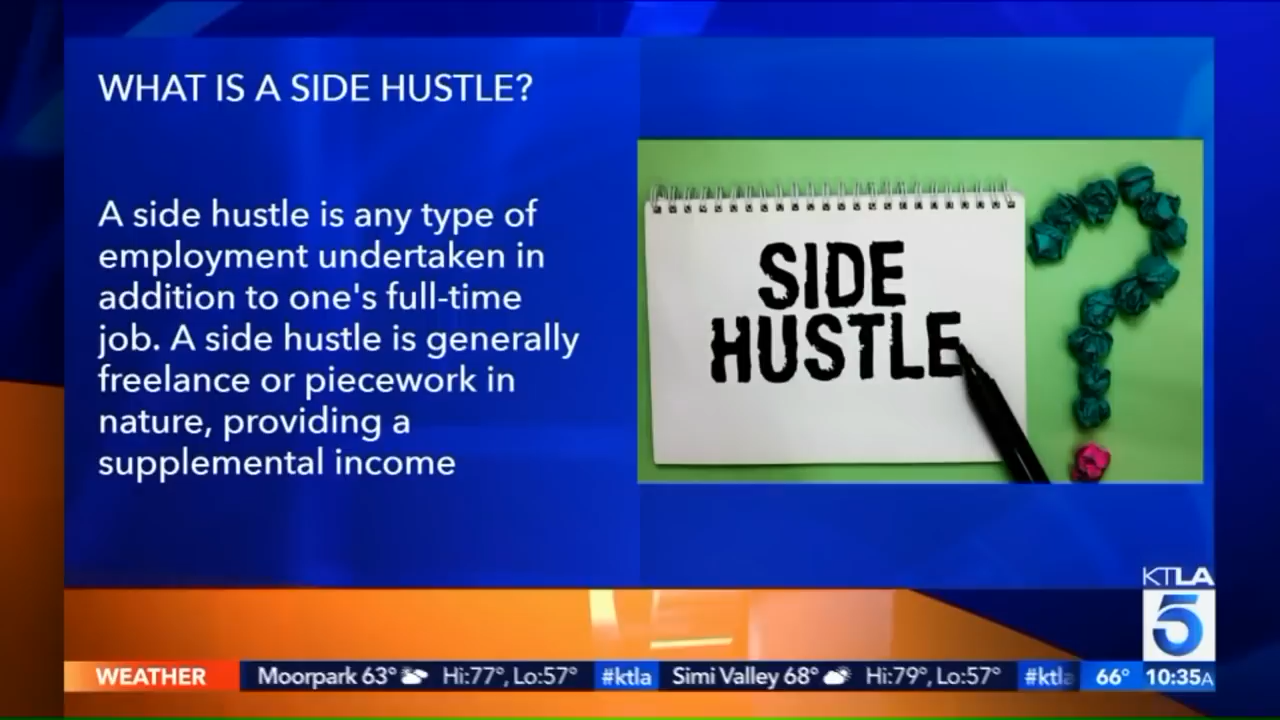 WHAT IS A SIDE HUSTLE?
A side hustle is any type of
employment undertaken in
addition to one's full-time
job. A side hustle is generally
freelance or piecework in
nature, providing a
supplemental income
SIDE
HUSTLE
KTLA
5
WEATHER Moorpark 63° Hi:77°, Lo:57° #ktla Simi Valley 68° Hi:79°, Lo:57° #ktla 66° 10:35A